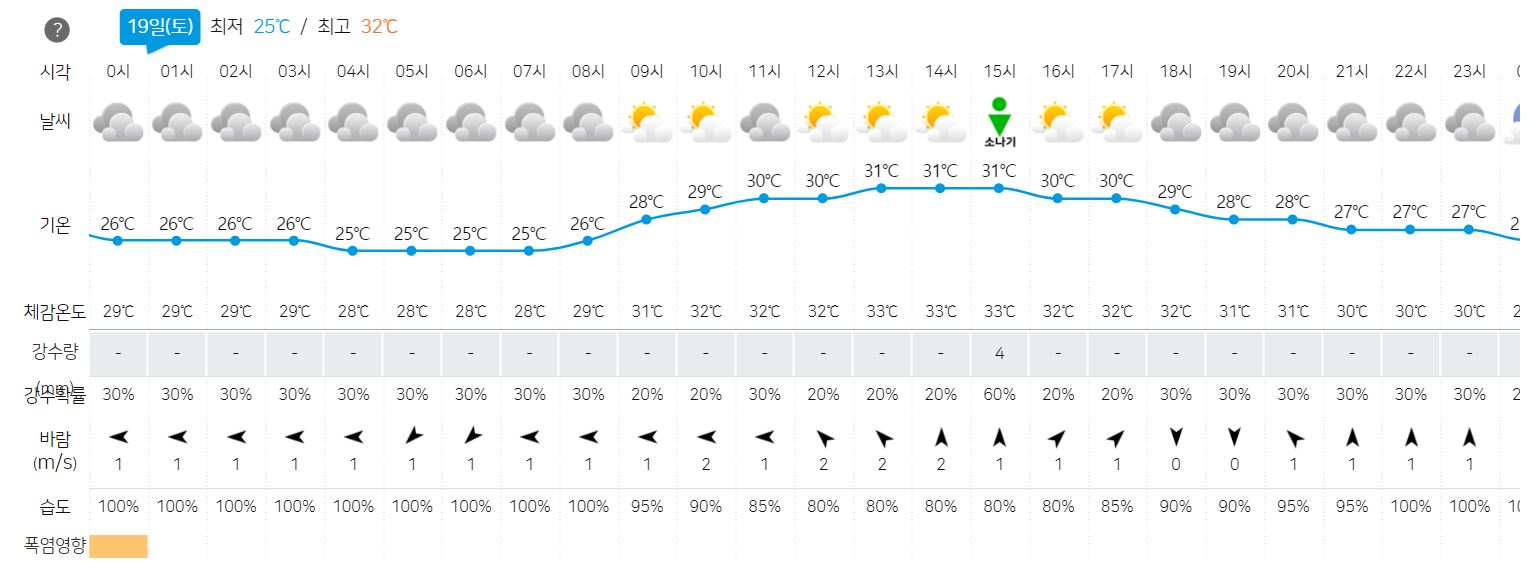 ? 19일(토) 최저 25℃ / 최고 32℃
시각 0시 01시 02시 03시 04시 05시 06시 07시 08시 09시 10시 11시 12시 13시 14시 15시 16시 17시 18시 19시 20시 21시 22시 23시
날씨 소나기
기온 26℃ 26℃ 26℃ 26℃ 25℃ 25℃ 25℃ 25℃ 26℃ 28℃ 29℃ 30℃ 30℃ 31℃ 31℃ 31℃ 30℃ 30℃ 29℃ 28℃ 28℃ 27℃ 27℃ 27℃
체감온도 29℃ 29℃ 29℃ 29℃ 28℃ 28℃ 28℃ 28℃ 29℃ 31℃ 32℃ 32℃ 32℃ 33℃ 33℃ 33℃ 32℃ 32℃ 32℃ 31℃ 31℃ 30℃ 30℃ 30℃
강수량 - - - - - - - - - - - - - - - 4 - - - - - - - -
(mm)
강수확률 30% 30% 30% 30% 30% 30% 30% 30% 30% 20% 20% 30% 20% 20% 20% 60% 20% 20% 30% 30% 30% 30% 30% 30%
바람
(m/s) 1 1 1 1 1 1 1 1 1 1 2 1 2 2 2 1 1 1 0 0 1 1 1 1
습도 100% 100% 100% 100% 100% 100% 100% 100% 100% 95% 90% 85% 80% 80% 80% 80% 80% 85% 90% 90% 95% 95% 100% 100%
폭염영향